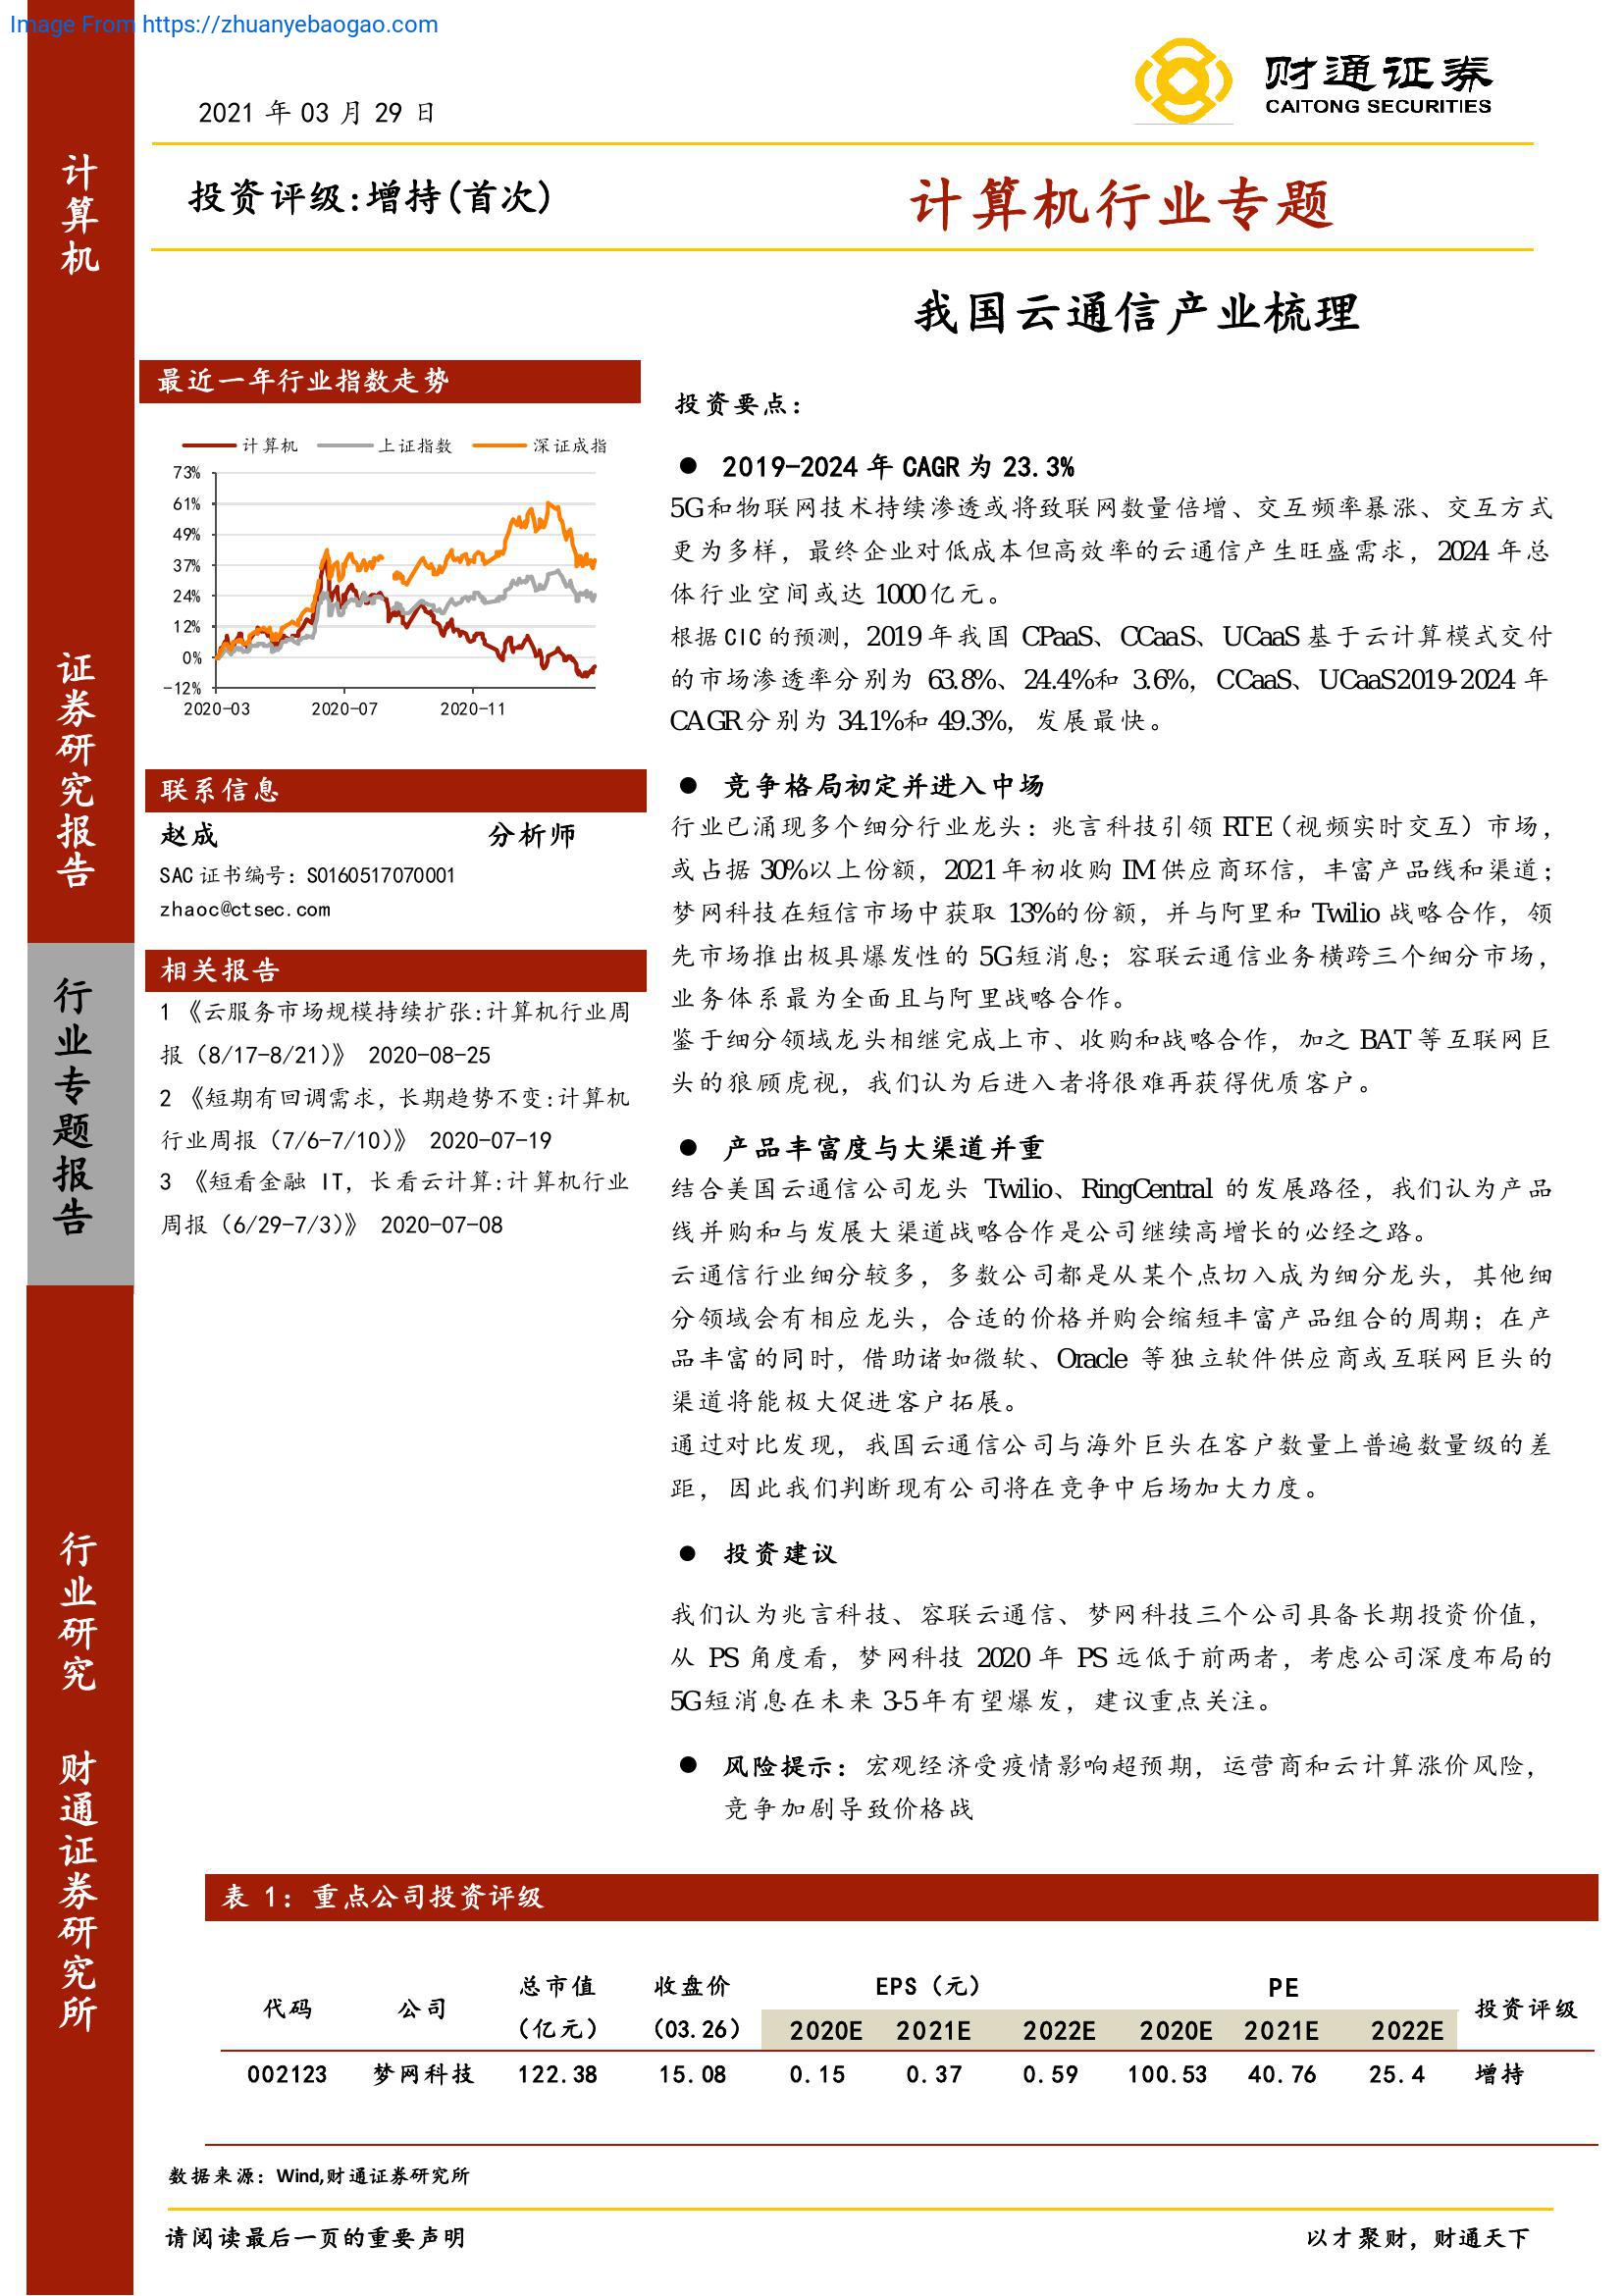 Image From https://zhuanyebaogao.com
财通证券
CAITONG SECURITIES
2021 年 03 月 29 日
投资评级:增持(首次)
计算机行业专题
我国云通信产业梳理
计算机
证券研究报告
行业专题报告
行业研究
财通证券研究所
最近一年行业指数走势
计算机 上证指数 深证成指
73%
61%
49%
37%
24%
12%
0%
-12%
2020-03 2020-07 2020-11
联系信息
赵成 分析师
SAC 证书编号：S0160517070001
zhaoc@ctsec.com
相关报告
1 《云服务市场规模持续扩张:计算机行业周
报（8/17-8/21）》 2020-08-25
2 《短期有回调需求，长期趋势不变:计算机
行业周报（7/6-7/10）》 2020-07-19
3 《短看金融 IT，长看云计算:计算机行业
周报（6/29-7/3）》 2020-07-08
投资要点：
● 2019-2024 年 CAGR 为 23.3%
5G和物联网技术持续渗透或将致联网数量倍增、交互频率暴涨、交互方式
更为多样，最终企业对低成本但高效率的云通信产生旺盛需求，2024 年总
体行业空间或达 1000亿元。
根据 CIC 的预测，2019 年我国 CPaaS、CCaaS、UCaaS 基于云计算模式交付
的市场渗透率分别为 63.8%、24.4%和 3.6%，CCaaS、UCaaS2019-2024 年
CAGR分别为 34.1%和 49.3%，发展最快。
● 竞争格局初定并进入中场
行业已涌现多个细分行业龙头：兆言科技引领 RTE（视频实时交互）市场，
或占据 30%以上份额，2021 年初收购 IM 供应商环信，丰富产品线和渠道；
梦网科技在短信市场中获取 13%的份额，并与阿里和 Twilio 战略合作，领
先市场推出极具爆发性的 5G短消息；容联云通信业务横跨三个细分市场，
业务体系最为全面且与阿里战略合作。
鉴于细分领域龙头相继完成上市、收购和战略合作，加之 BAT 等互联网巨
头的狼顾虎视，我们认为后进入者将很难再获得优质客户。
● 产品丰富度与大渠道并重
结合美国云通信公司龙头 Twilio、RingCentral 的发展路径，我们认为产品
线并购和与发展大渠道战略合作是公司继续高增长的必经之路。
云通信行业细分较多，多数公司都是从某个点切入成为细分龙头，其他细
分领域会有相应龙头，合适的价格并购会缩短丰富产品组合的周期；在产
品丰富的同时，借助诸如微软、Oracle 等独立软件供应商或互联网巨头的
渠道将能极大促进客户拓展。
通过对比发现，我国云通信公司与海外巨头在客户数量上普遍数量级的差
距，因此我们判断现有公司将在竞争中后场加大力度。
● 投资建议
我们认为兆言科技、容联云通信、梦网科技三个公司具备长期投资价值，
从 PS 角度看，梦网科技 2020 年 PS 远低于前两者，考虑公司深度布局的
5G短消息在未来 3-5年有望爆发，建议重点关注。
● 风险提示：宏观经济受疫情影响超预期，运营商和云计算涨价风险，
竞争加剧导致价格战
表 1：重点公司投资评级
代码 公司 总市值 收盘价 EPS（元） PE 投资评级
（亿元） （03.26） 2020E 2021E 2022E 2020E 2021E 2022E
002123 梦网科技 122.38 15.08 0.15 0.37 0.59 100.53 40.76 25.4 增持
数据来源：Wind,财通证券研究所
请阅读最后一页的重要声明 以才聚财，财通天下